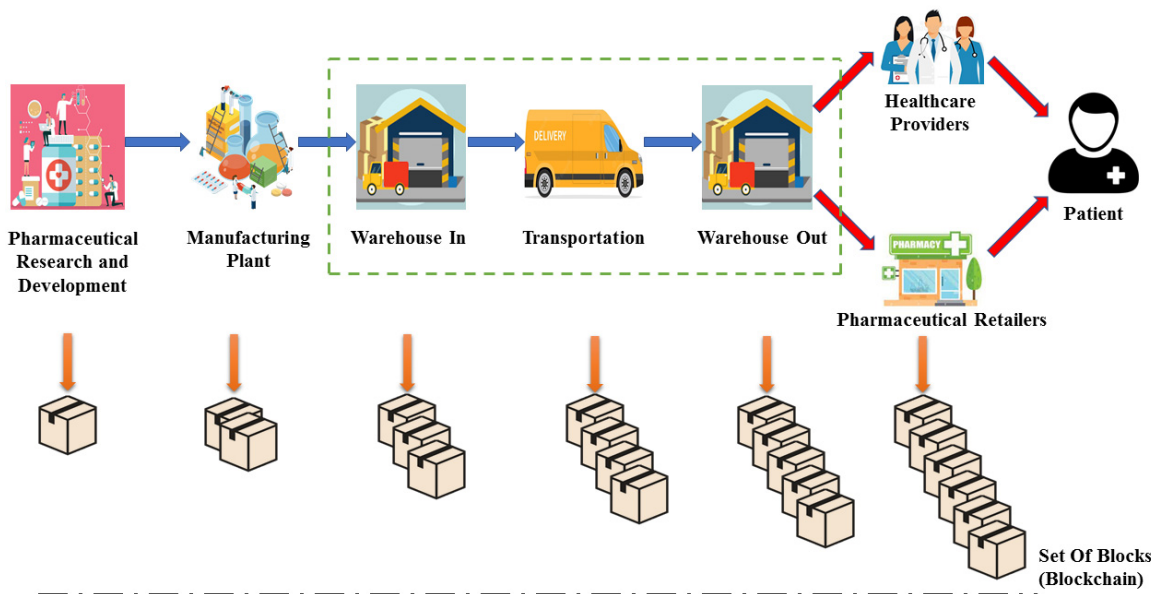 Healthcare
Providers
Patient
DELIVERY
PHARMACY
Pharmaceutical
Research and
Development
Manufacturing
Plant
Warehouse In
Transportation
Warehouse Out
Pharmaceutical Retailers
Set Of Blocks
(Blockchain)